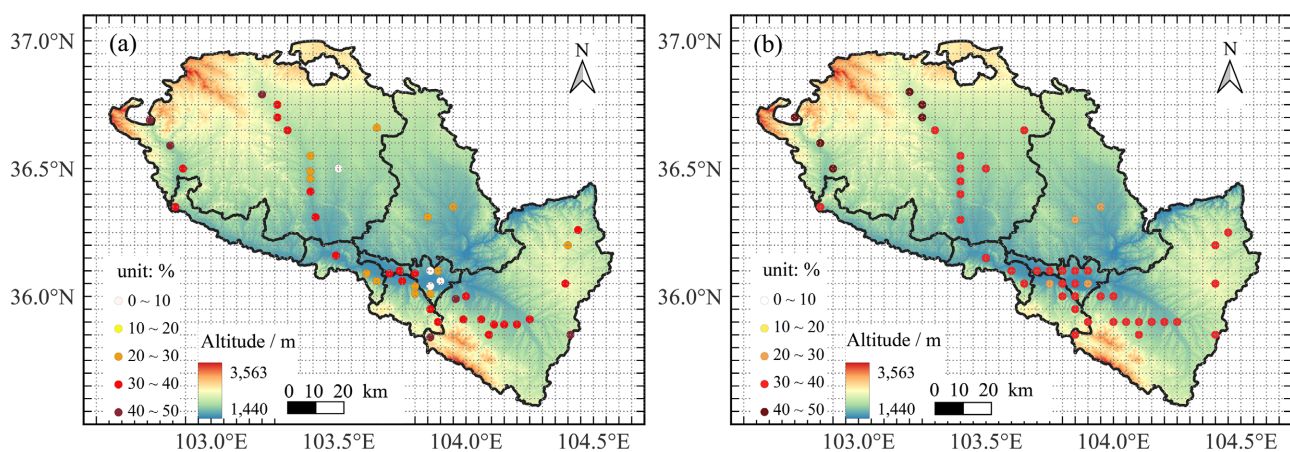 37.0°N
36.5°N
36.0°N
(a)
N
unit: %
0 ~ 10
10 ~ 20
20 ~ 30
30 ~ 40
40 ~ 50
Altitude / m
3,563
1,440
0 10 20 km
103.0°E 103.5°E 104.0°E 104.5°E
37.0°N
36.5°N
36.0°N
(b)
N
unit: %
0 ~ 10
10 ~ 20
20 ~ 30
30 ~ 40
40 ~ 50
Altitude / m
3,563
1,440
0 10 20 km
103.0°E 103.5°E 104.0°E 104.5°E